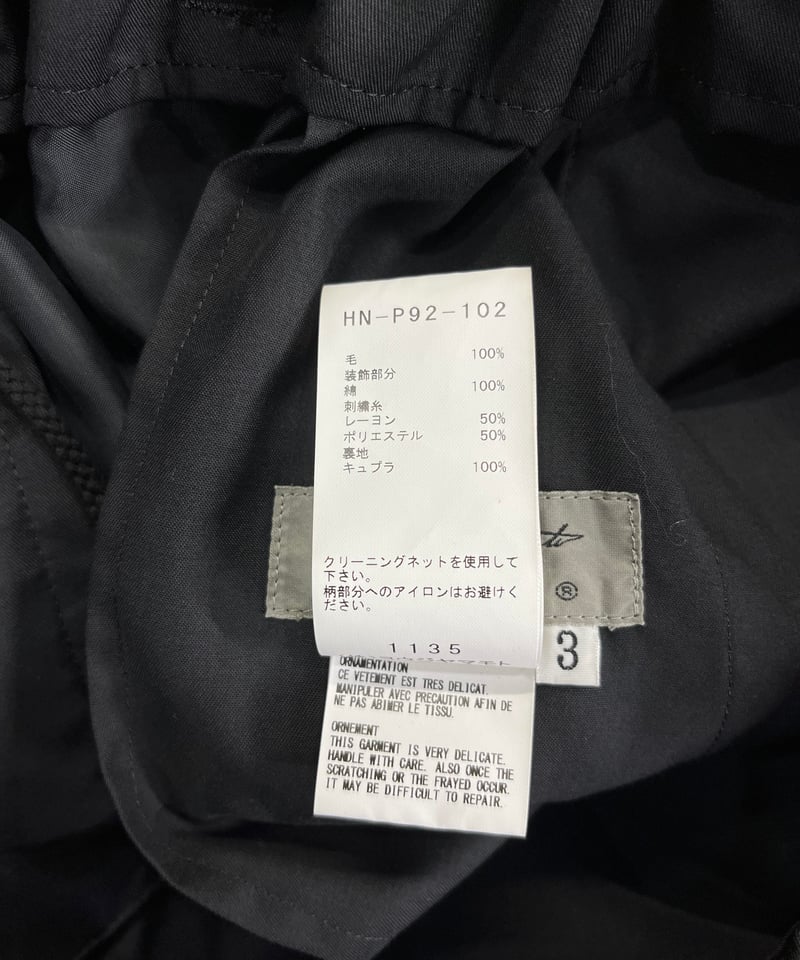 HN-P92-102
毛 100%
装飾部分
綿 100%
刺繍糸
レーヨン 50%
ポリエステル 50%
裏地
キュプラ 100%
クリーニングネットを使用して
下さい。
柄部分へのアイロンはお避けく
ださい。
1135
®
3
ORNAMENTATION
CE VETEMENT EST TRES DELICAT.
MANIPULER AVEC PRECAUTION AFIN DE
NE PAS ABIMER LE TISSU.
ORNEMENT
THIS GARMENT IS VERY DELICATE.
HANDLE WITH CARE. ALSO ONCE THE
SCRATCHING OR THE FRAYED OCCUR.
IT MAY BE DIFFICULT TO REPAIR.